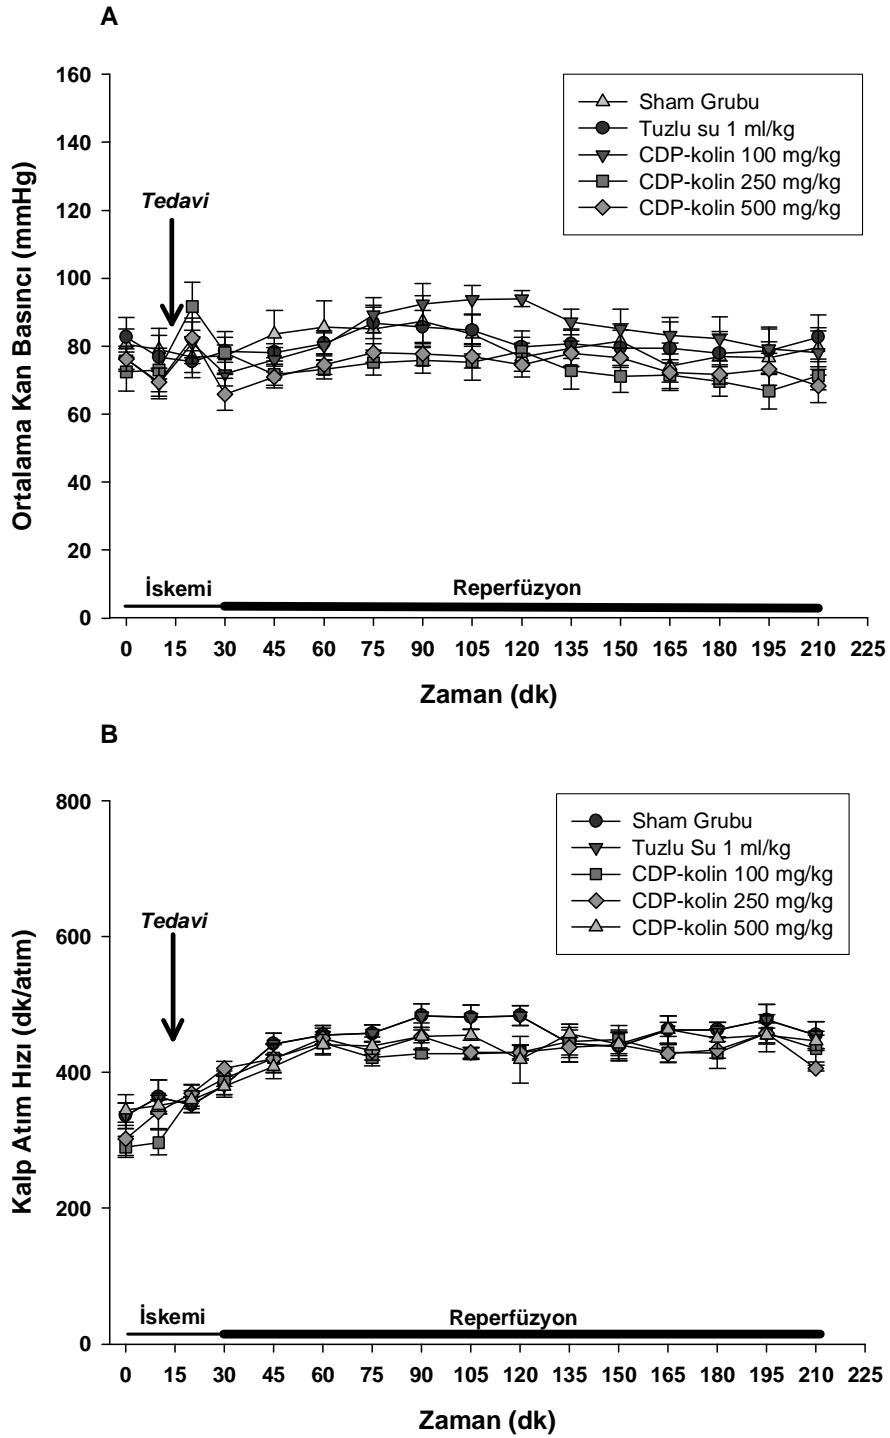 A
Ortalama Kan Basıncı (mmHg)
160
140
120
100
80
60
40
20
0
Sham Grubu
Tuzlu su 1 ml/kg
CDP-kolin 100 mg/kg
CDP-kolin 250 mg/kg
CDP-kolin 500 mg/kg
Tedavi
İskemi
Reperfüzyon
0 15 30 45 60 75 90 105 120 135 150 165 180 195 210 225
Zaman (dk)
B
Kalp Atım Hızı (dk/atım)
800
600
400
200
0
Sham Grubu
Tuzlu Su 1 ml/kg
CDP-kolin 100 mg/kg
CDP-kolin 250 mg/kg
CDP-kolin 500 mg/kg
Tedavi
İskemi
Reperfüzyon
0 15 30 45 60 75 90 105 120 135 150 165 180 195 210 225
Zaman (dk)